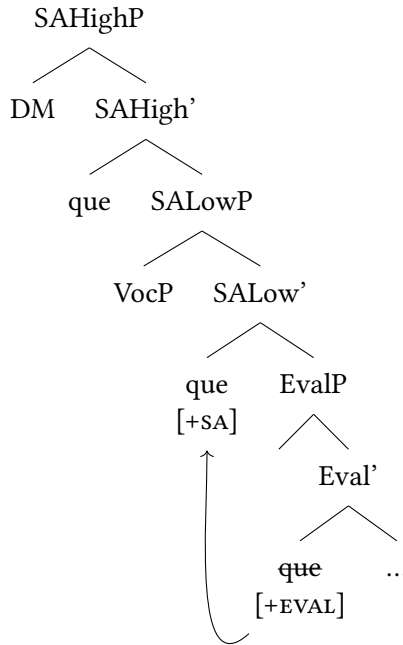 SAHighP
DM SAHigh’
que SALowP
VocP SALow’
que EvalP
[+SA]
Eval’
que ..
[+EVAL]